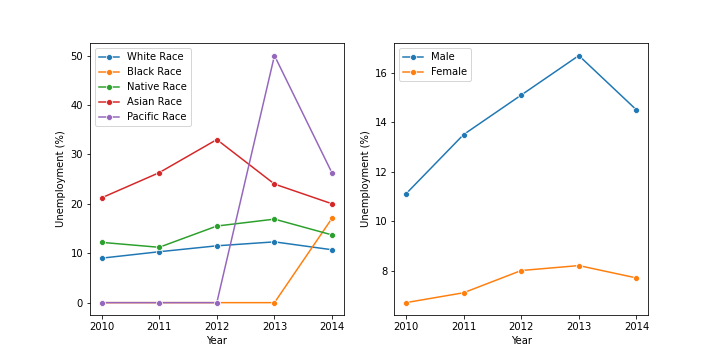 50
40
30
20
10
0
Unemployment (%)
White Race
Black Race
Native Race
Asian Race
Pacific Race
2010 2011 2012 2013 2014
Year
16
14
12
10
8
Unemployment (%)
Male
Female
2010 2011 2012 2013 2014
Year